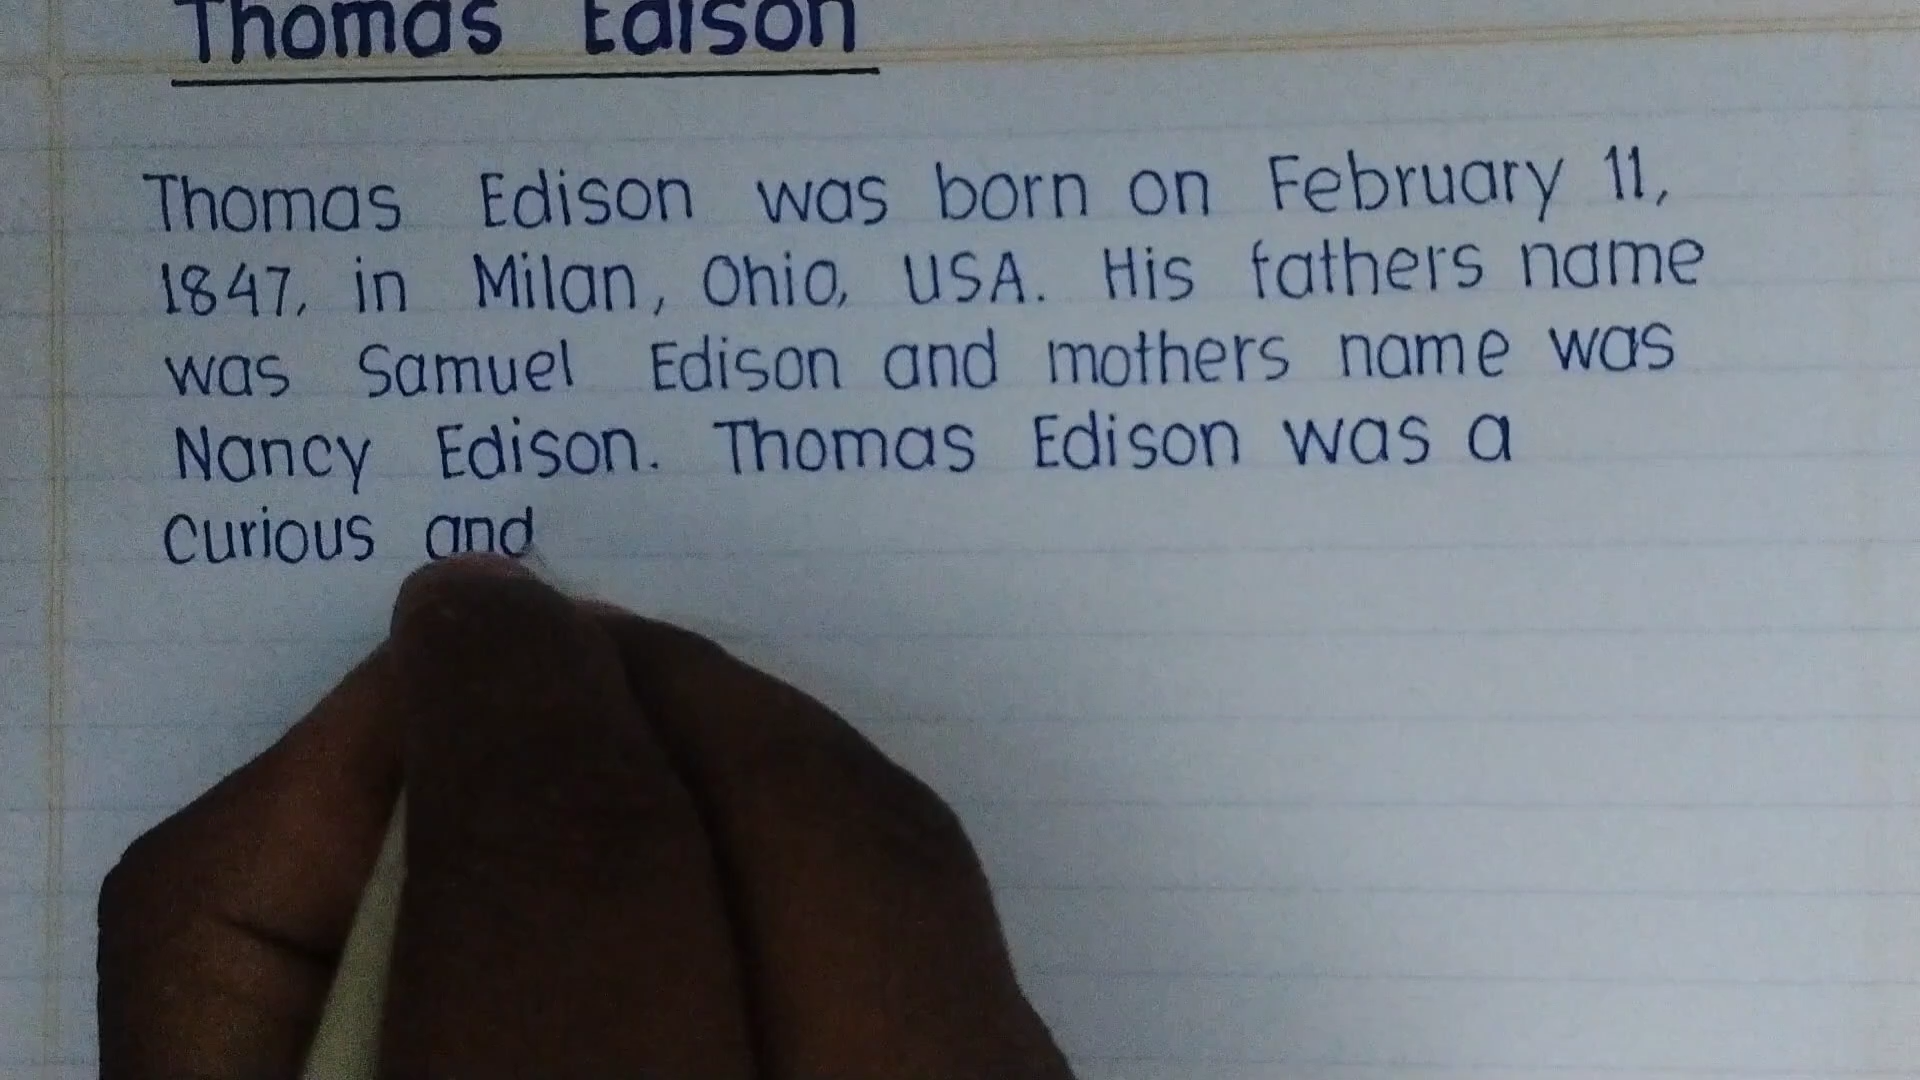 Thomas Edison
Thomas Edison was born on February 11,
1847, in Milan, Ohio, USA. His fathers name
was Samuel Edison and mothers name was
Nancy Edison. Thomas Edison was a
curious and